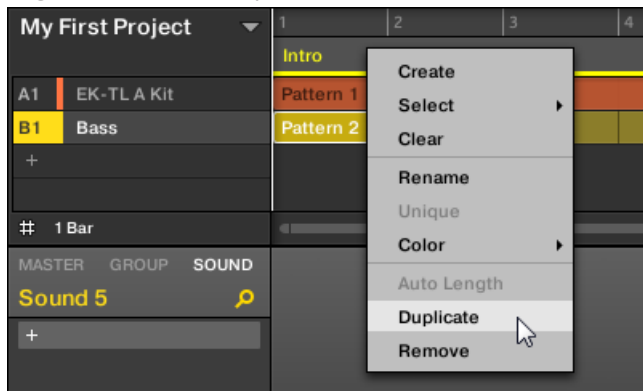 My First Project
1 2 3 4
Intro
A1 EK-TL A Kit Pattern 1
B1 Bass Pattern 2
+
# 1 Bar
MASTER GROUP SOUND
Sound 5
+
Create
Select
Clear
Rename
Unique
Color
Auto Length
Duplicate
Remove